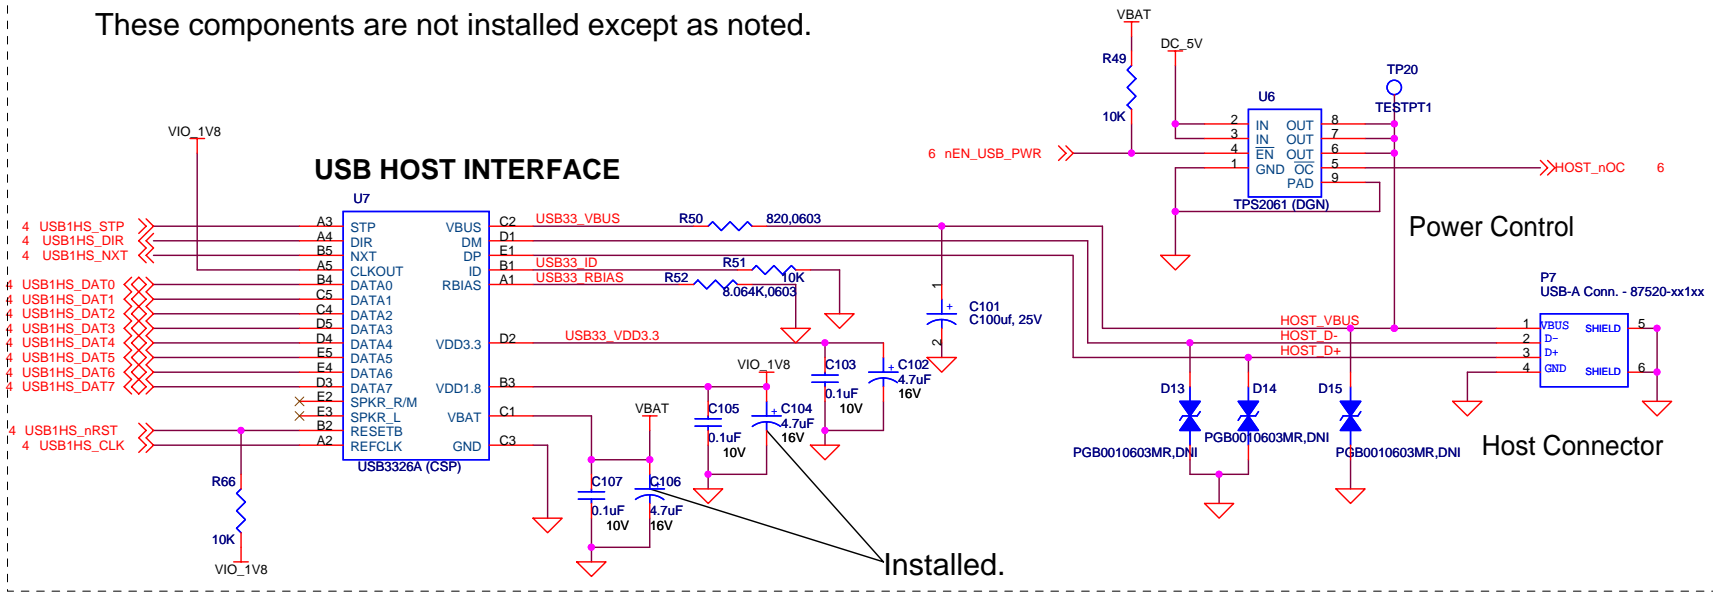 These components are not installed except as noted.
VBAT
DC_5V
R49
10K
TP20
TESTPT1
U6
2 IN OUT 8
3 IN OUT 7
4 EN OUT 6
1 GND OC 5
PAD 9
TPS2061 (DGN)
6 nEN_USB_PWR
HOST_nOC 6
Power Control
VIO_1V8
USB HOST INTERFACE
U7
4 USB1HS_STP A3 STP VBUS C2 USB33_VBUS R50 820,0603
4 USB1HS_DIR A4 DIR DM D1
4 USB1HS_NXT B5 NXT DP E1
A5 CLKOUT ID B1 USB33_ID R51 10K
4 USB1HS_DAT0 B4 DATA0 RBIAS A1 USB33_RBIAS R52 8.064K,0603
4 USB1HS_DAT1 C5 DATA1
4 USB1HS_DAT2 C4 DATA2
4 USB1HS_DAT3 D5 DATA3
4 USB1HS_DAT4 D4 DATA4 VDD3.3 D2 USB33_VDD3.3
4 USB1HS_DAT5 E5 DATA5
4 USB1HS_DAT6 E4 DATA6
4 USB1HS_DAT7 D3 DATA7 VDD1.8 B3
E2 SPKR_R/M
E3 SPKR_L VBAT C1
4 USB1HS_nRST B2 RESETB
4 USB1HS_CLK A2 REFCLK GND C3
USB3326A (CSP)
R66
10K
VIO_1V8
1
C101
C100uf, 25V
2
+
VIO_1V8
C103
0.1uF
10V
+ C102
4.7uF
16V
C105
0.1uF
10V
+ C104
4.7uF
16V
VBAT
C107
0.1uF
10V
+ C106
4.7uF
16V
Installed.
HOST_VBUS
HOST_D-
HOST_D+
D13
PGB0010603MR,DNI
D14
PGB0010603MR,DNI
D15
PGB0010603MR,DNI
P7
USB-A Conn. - 87520-xx1xx
1 VBUS SHIELD 5
2 D-
3 D+
4 GND SHIELD 6
Host Connector